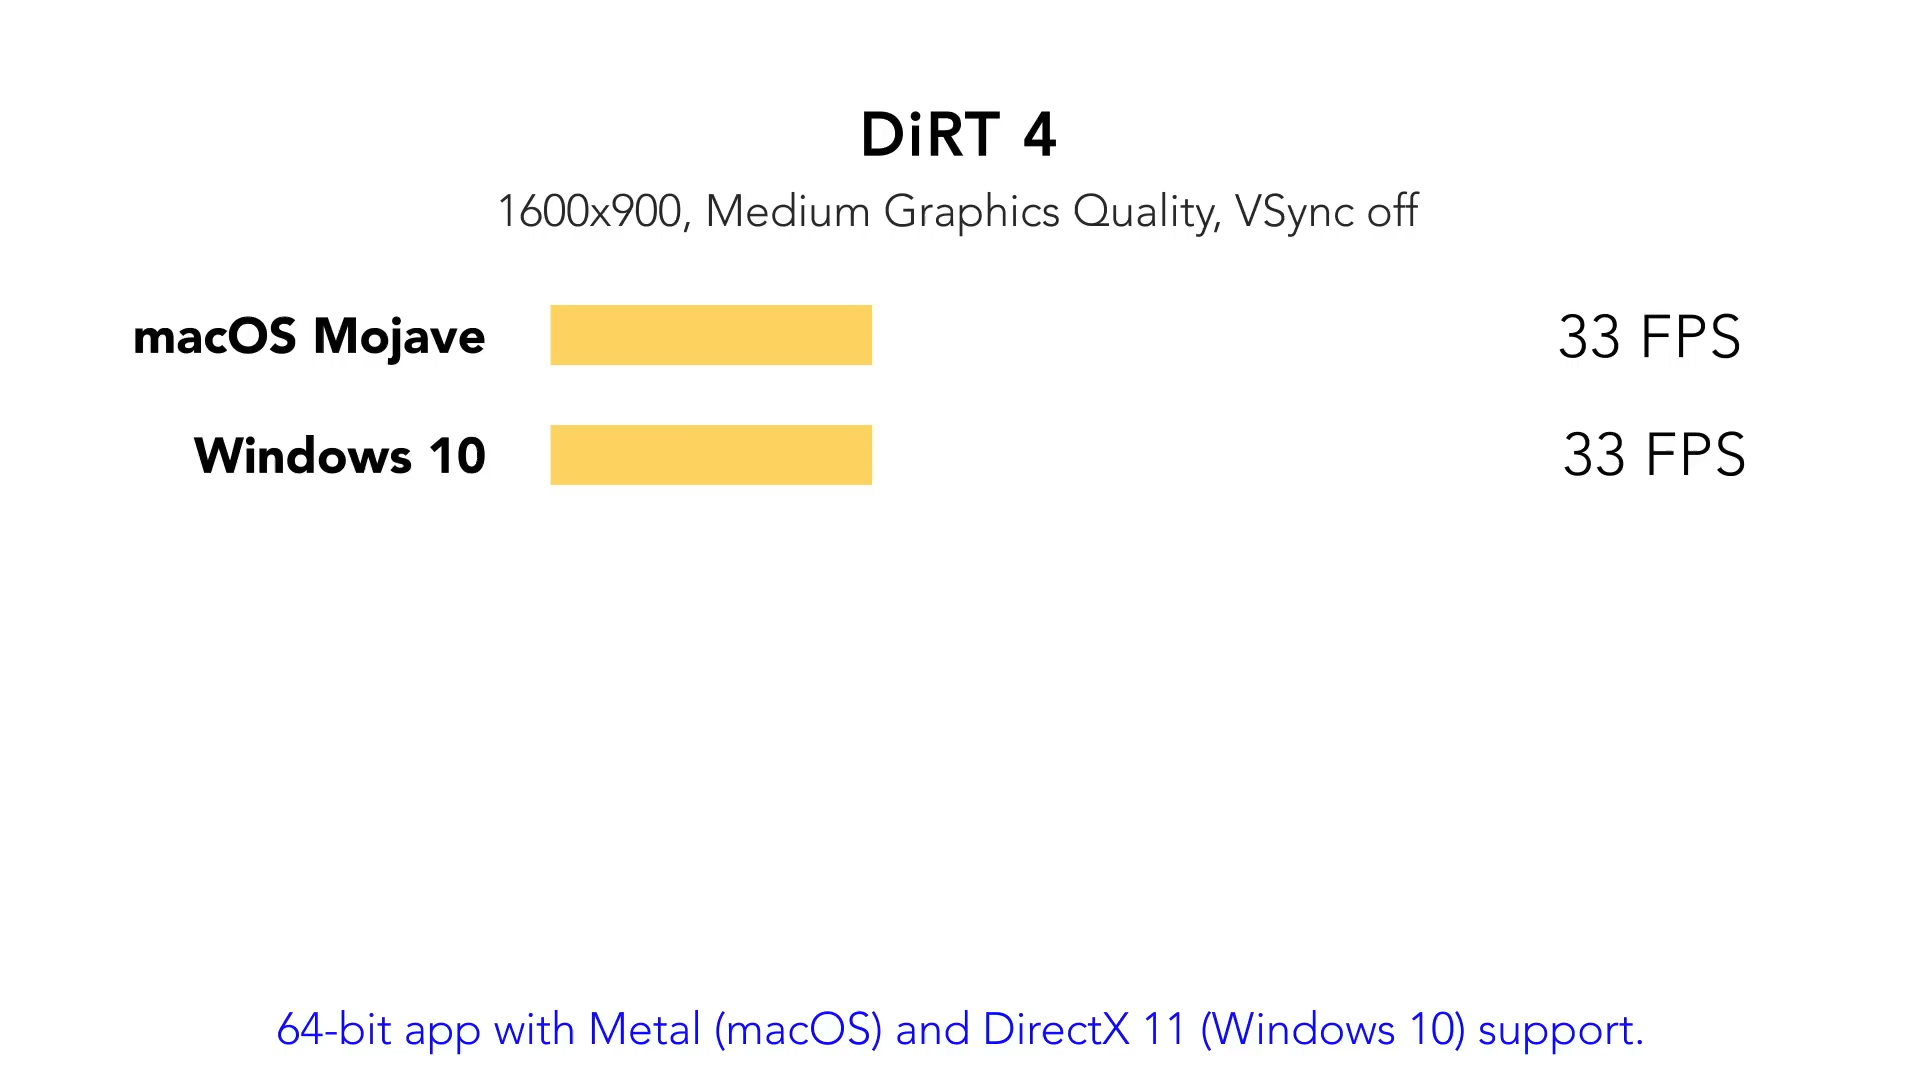 DiRT 4
1600x900, Medium Graphics Quality, VSync off
macOS Mojave 33 FPS
Windows 10 33 FPS
64-bit app with Metal (macOS) and DirectX 11 (Windows 10) support.